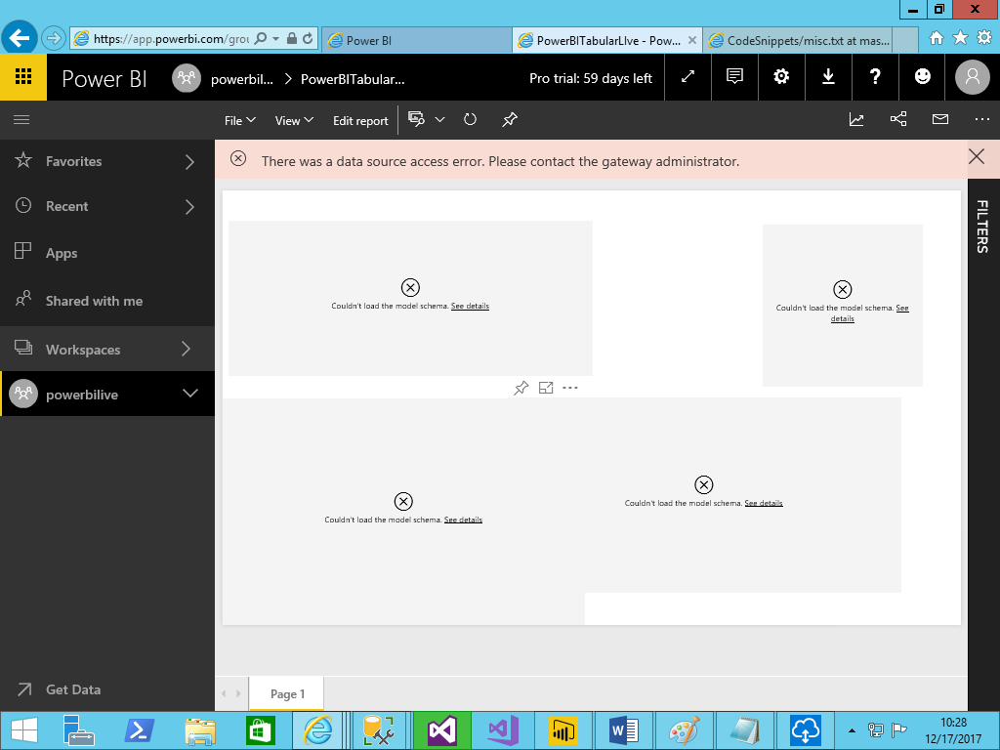 https://app.powerbi.com/grou
Power BI
PowerBITabularLIve - Pow...
CodeSnippets/misc.txt at mas...
Power BI
powerbil...
PowerBITabular...
Pro trial: 59 days left
File
View
Edit report
Favorites
Recent
Apps
Shared with me
Workspaces
powerbilive
Get Data
There was a data source access error. Please contact the gateway administrator.
FILTERS
Couldn't load the model schema. See details
Couldn't load the model schema. See
details
Couldn't load the model schema. See details
Couldn't load the model schema. See details
Page 1
10:28
12/17/2017